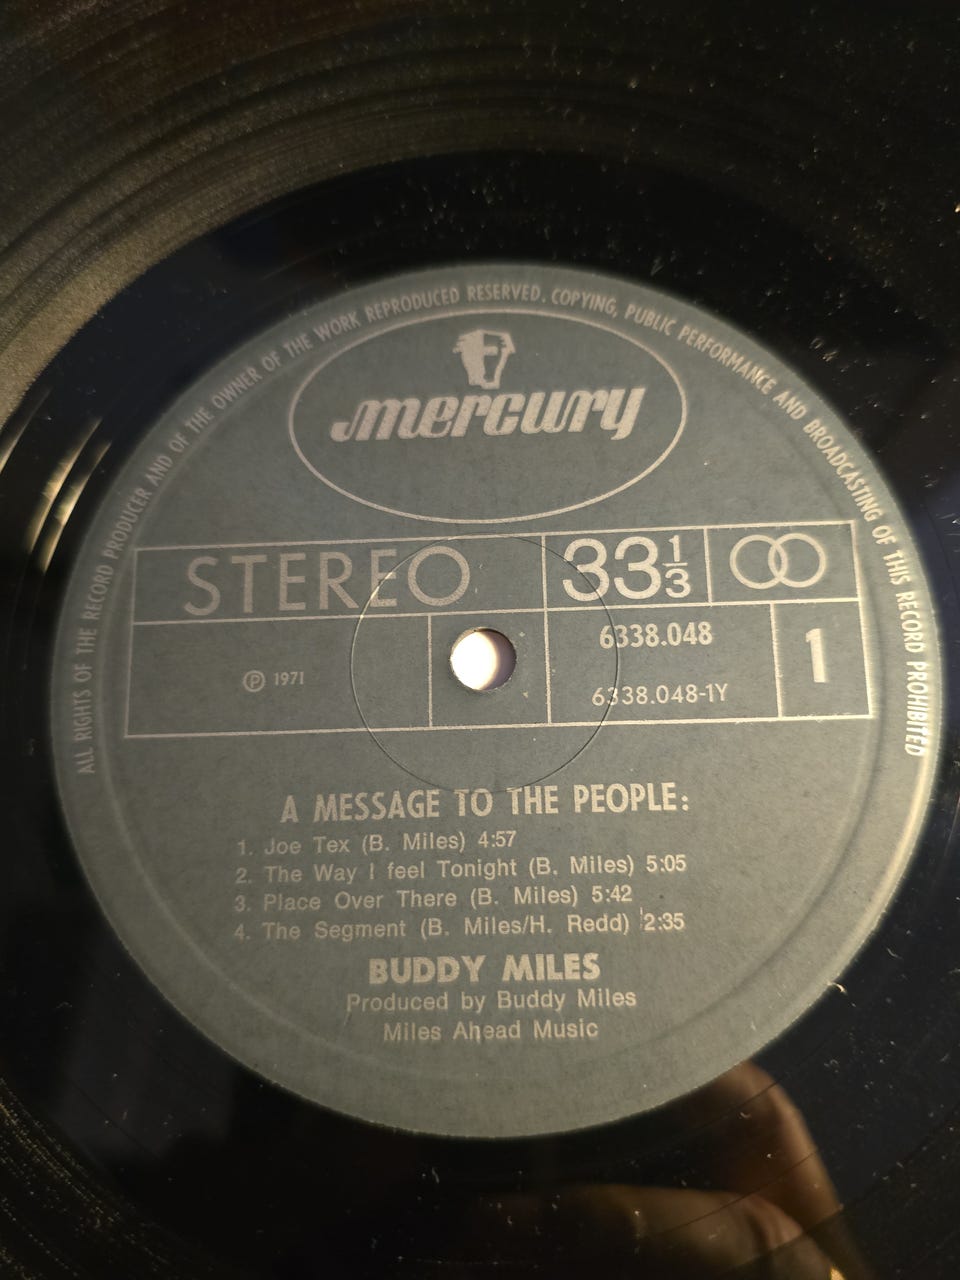 ALL RIGHTS OF THE RECORD PRODUCER AND OF THE OWNER OF THE WORK REPRODUCED RESERVED. COPYING, PUBLIC PERFORMANCE AND BROADCASTING OF THIS RECORD PROHIBITED
mercury
STEREO 33 1/3
Ⓟ 1971
6338.048
6338.048-1Y
1
A MESSAGE TO THE PEOPLE:
1. Joe Tex (B. Miles) 4:57
2. The Way I feel Tonight (B. Miles) 5:05
3. Place Over There (B. Miles) 5:42
4. The Segment (B. Miles/H. Redd) 2:35
BUDDY MILES
Produced by Buddy Miles
Miles Ahead Music